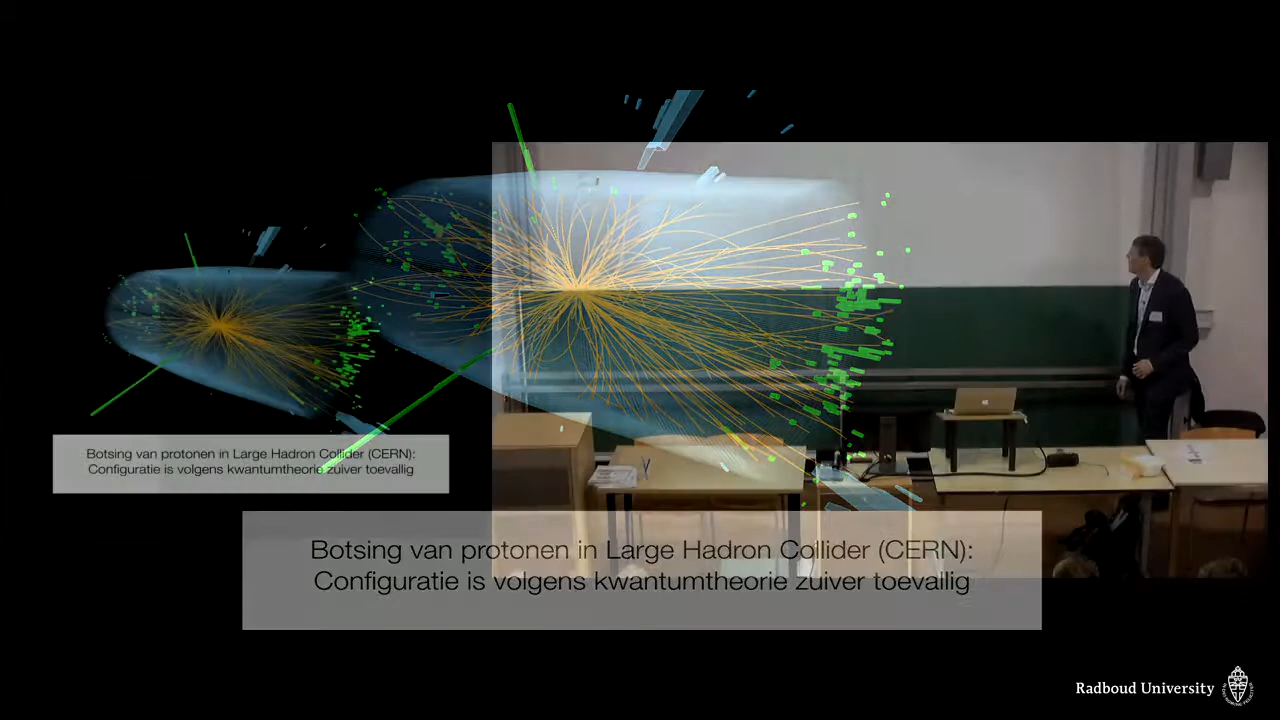 Botsing van protonen in Large Hadron Collider (CERN):
Configuratie is volgens kwantumtheorie zuiver toevallig
Botsing van protonen in Large Hadron Collider (CERN):
Configuratie is volgens kwantumtheorie zuiver toevallig
Radboud University